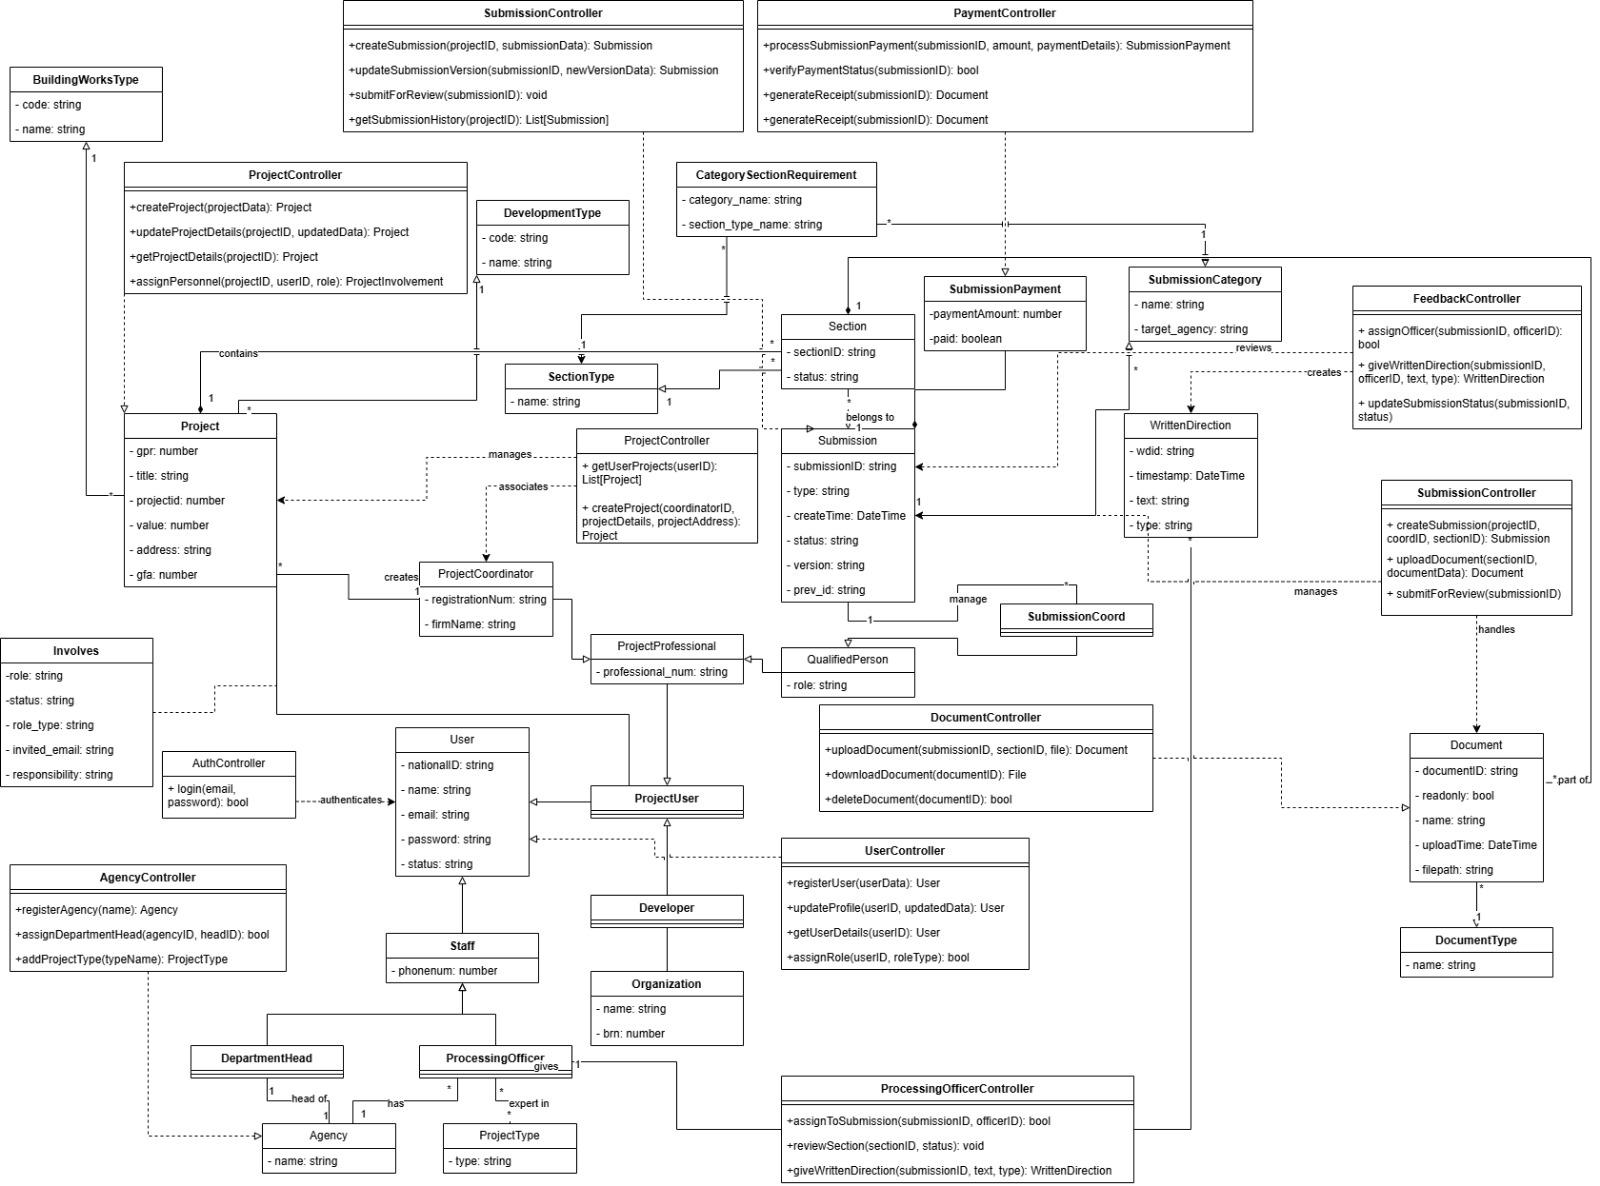 SubmissionController
+createSubmission(projectID, submissionData): Submission
+updateSubmissionVersion(submissionID, newVersionData): Submission
+submitForReview(submissionID): void
+getSubmissionHistory(projectID): List[Submission]
PaymentController
+processSubmissionPayment(submissionID, amount, paymentDetails): SubmissionPayment
+verifyPaymentStatus(submissionID): bool
+generateReceipt(submissionID): Document
+generateReceipt(submissionID): Document
BuildingWorksType
- code: string
- name: string
1
ProjectController
+createProject(projectData): Project
+updateProjectDetails(projectID, updatedData): Project
+getProjectDetails(projectID): Project
+assignPersonnel(projectID, userID, role): ProjectInvolvement
DevelopmentType
- code: string
- name: string
1
CategorySectionRequirement
- category_name: string
- section_type_name: string
*
*
1
SubmissionCategory
- name: string
- target_agency: string
*
SubmissionPayment
-paymentAmount: number
-paid: boolean
FeedbackController
+ assignOfficer(submissionID, officerID):
bool
+ giveWrittenDirection(submissionID,
officerID, text, type): WrittenDirection
+ updateSubmissionStatus(submissionID,
status)
reviews
creates
1
Section
- sectionID: string
- status: string
*
*
contains
1
1
SectionType
- name: string
1
*
belongs to
1
*
Project
- gpr: number
- title: string
- projectid: number
- value: number
- address: string
- gfa: number
*
*
manages
associates
ProjectController
+ getUserProjects(userID):
List[Project]
+ createProject(coordinatorID,
projectDetails, projectAddress):
Project
Submission
- submissionID: string
- type: string
- createTime: DateTime
- status: string
- version: string
- prev_id: string
1
WrittenDirection
- wdid: string
- timestamp: DateTime
- text: string
- type: string
*
SubmissionController
+ createSubmission(projectID,
coordID, sectionID): Submission
+ uploadDocument(sectionID,
documentData): Document
+ submitForReview(submissionID)
manages
handles
creates
1
ProjectCoordinator
- registrationNum: string
- firmName: string
1
manage
*
SubmissionCoord
Involves
-role: string
-status: string
- role_type: string
- invited_email: string
- responsibility: string
ProjectProfessional
- professional_num: string
QualifiedPerson
- role: string
DocumentController
+uploadDocument(submissionID, sectionID, file): Document
+downloadDocument(documentID): File
+deleteDocument(documentID): bool
Document
- documentID: string
- readonly: bool
- name: string
- uploadTime: DateTime
- filepath: string
*
part of
*
1
DocumentType
- name: string
User
- nationalID: string
- name: string
- email: string
- password: string
- status: string
AuthController
+ login(email,
password): bool
authenticates
ProjectUser
UserController
+registerUser(userData): User
+updateProfile(userID, updatedData): User
+getUserDetails(userID): User
+assignRole(userID, roleType): bool
AgencyController
+registerAgency(name): Agency
+assignDepartmentHead(agencyID, headID): bool
+addProjectType(typeName): ProjectType
Developer
Staff
- phonenum: number
Organization
- name: string
- brn: number
DepartmentHead
ProcessingOfficer
gives
1
1
head of
1
*
has
1
*
expert in
*
Agency
- name: string
ProjectType
- type: string
ProcessingOfficerController
+assignToSubmission(submissionID, officerID): bool
+reviewSection(sectionID, status): void
+giveWrittenDirection(submissionID, text, type): WrittenDirection